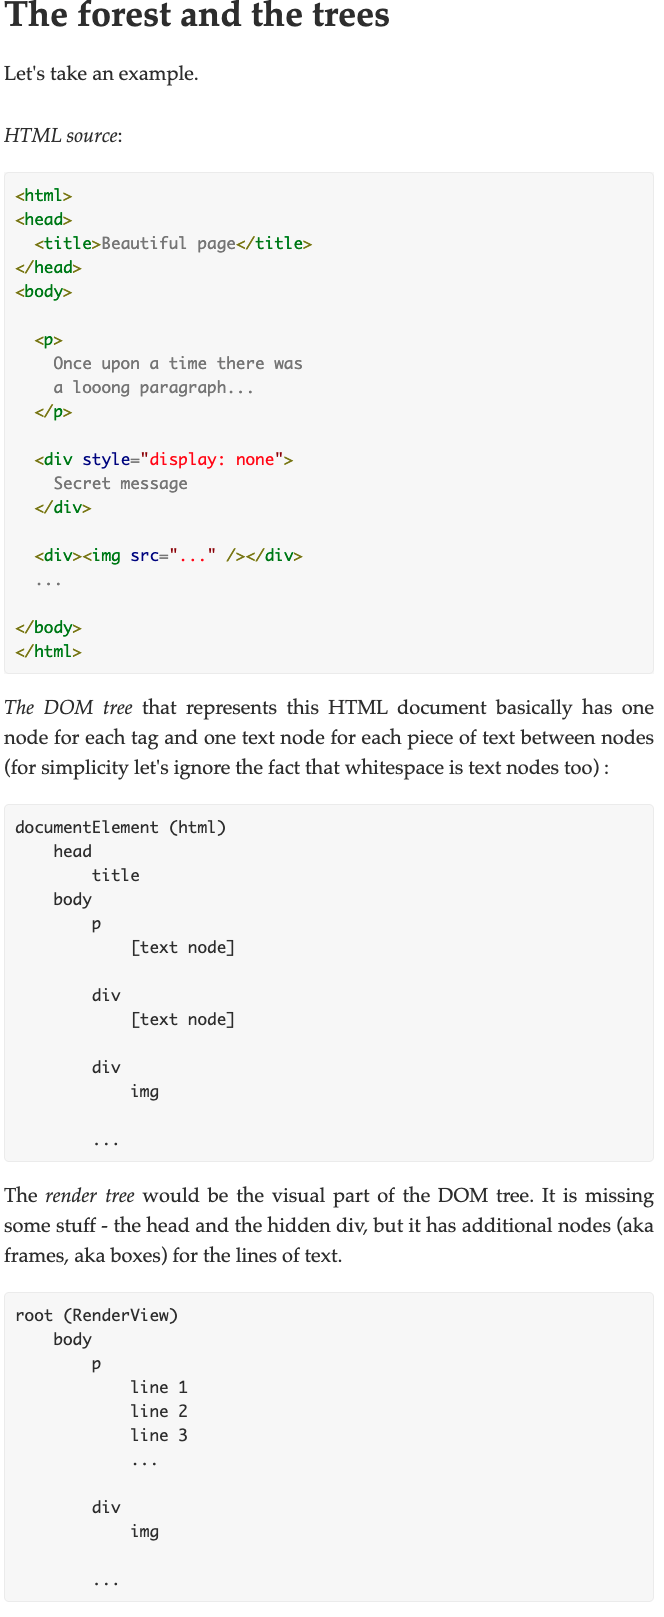 The forest and the trees
Let's take an example.
HTML source:
<html>
<head>
  <title>Beautiful page</title>
</head>
<body>

  <p>
    Once upon a time there was
    a looong paragraph...
  </p>

  <div style="display: none">
    Secret message
  </div>

  <div><img src="..." /></div>
  ...

</body>
</html>
The DOM tree that represents this HTML document basically has one
node for each tag and one text node for each piece of text between nodes
(for simplicity let's ignore the fact that whitespace is text nodes too) :
documentElement (html)
    head
        title
    body
        p
            [text node]

        div
            [text node]

        div
            img

        ...
The render tree would be the visual part of the DOM tree. It is missing
some stuff - the head and the hidden div, but it has additional nodes (aka
frames, aka boxes) for the lines of text.
root (RenderView)
    body
        p
            line 1
            line 2
            line 3
            ...

        div
            img

        ...